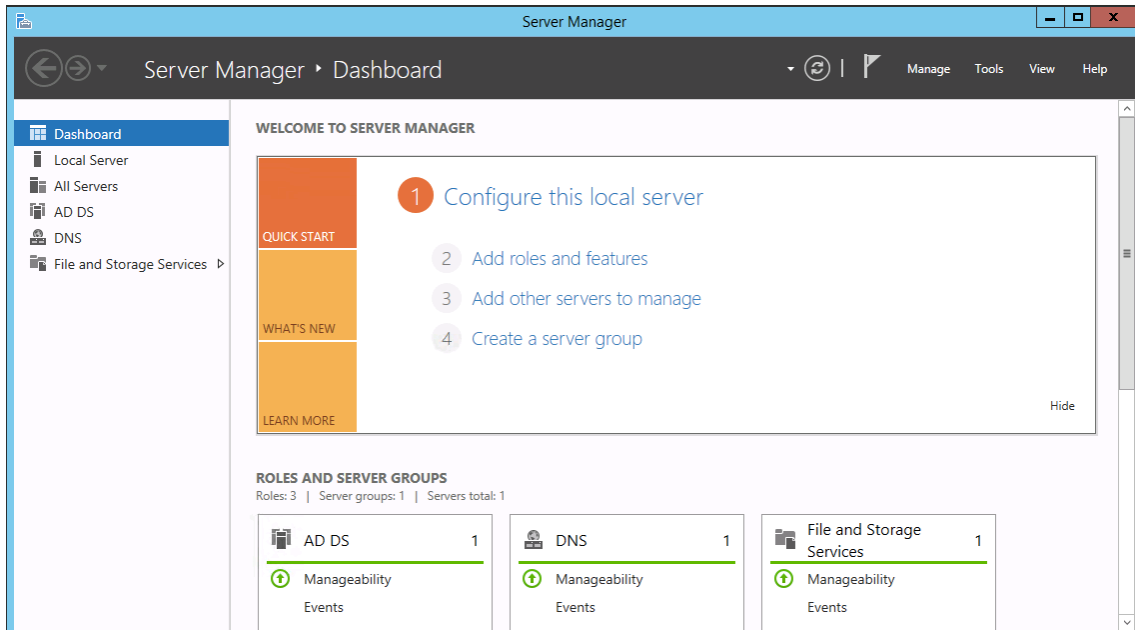 Server Manager
Server Manager • Dashboard
Manage Tools View Help
Dashboard
Local Server
All Servers
AD DS
DNS
File and Storage Services
WELCOME TO SERVER MANAGER
QUICK START
WHAT'S NEW
LEARN MORE
1 Configure this local server
2 Add roles and features
3 Add other servers to manage
4 Create a server group
Hide
ROLES AND SERVER GROUPS
Roles: 3 | Server groups: 1 | Servers total: 1
AD DS 1
Manageability
Events
DNS 1
Manageability
Events
File and Storage
Services 1
Manageability
Events